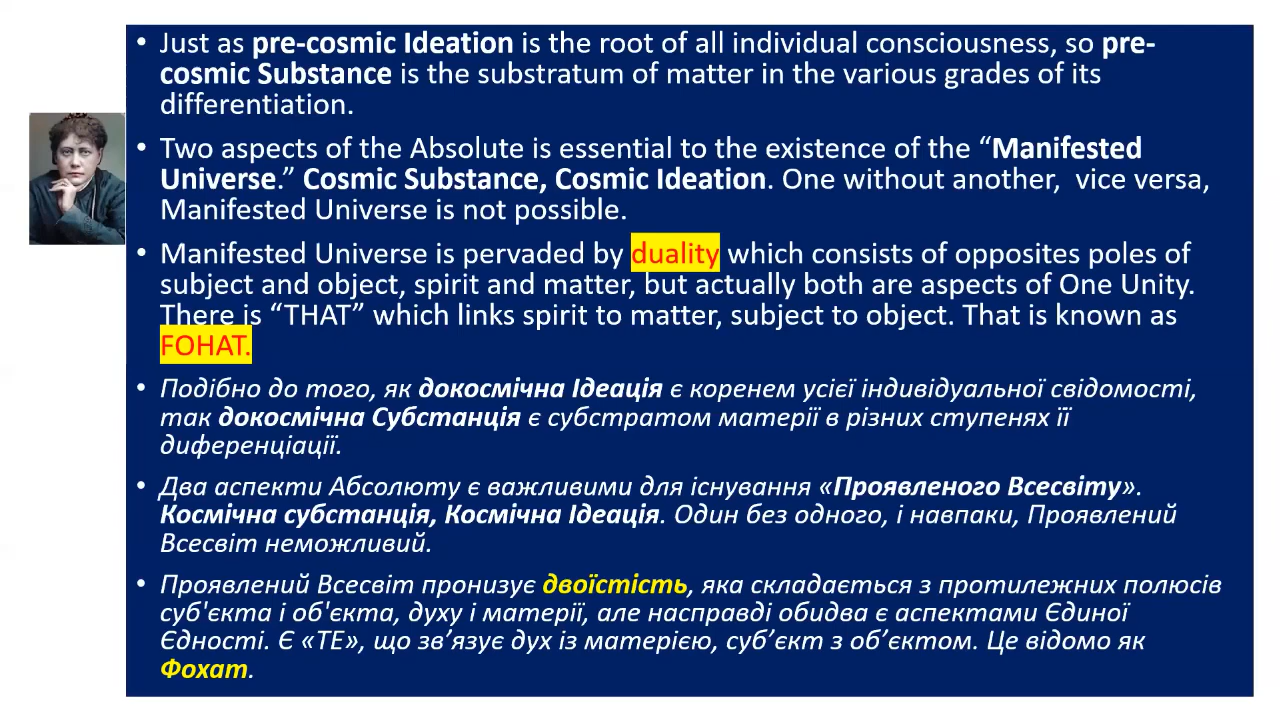 • Just as pre-cosmic Ideation is the root of all individual consciousness, so pre-
cosmic Substance is the substratum of matter in the various grades of its
differentiation.
• Two aspects of the Absolute is essential to the existence of the “Manifested
Universe.” Cosmic Substance, Cosmic Ideation. One without another, vice versa,
Manifested Universe is not possible.
• Manifested Universe is pervaded by duality which consists of opposites poles of
subject and object, spirit and matter, but actually both are aspects of One Unity.
There is “THAT” which links spirit to matter, subject to object. That is known as
FOHAT.
• Подібно до того, як докосмічна Ідеація є коренем усієї індивідуальної свідомості,
так докосмічна Субстанція є субстратом матерії в різних ступенях її
диференціації.
• Два аспекти Абсолюту є важливими для існування «Проявленого Всесвіту».
Космічна субстанція, Космічна Ідеація. Один без одного, і навпаки, Проявлений
Всесвіт неможливий.
• Проявлений Всесвіт пронизує двоїстість, яка складається з протилежних полюсів
суб'єкта і об'єкта, духу і матерії, але насправді обидва є аспектами Єдиної
Єдності. Є «ТЕ», що зв’язує дух із матерією, суб’єкт з об’єктом. Це відомо як
Фохат.